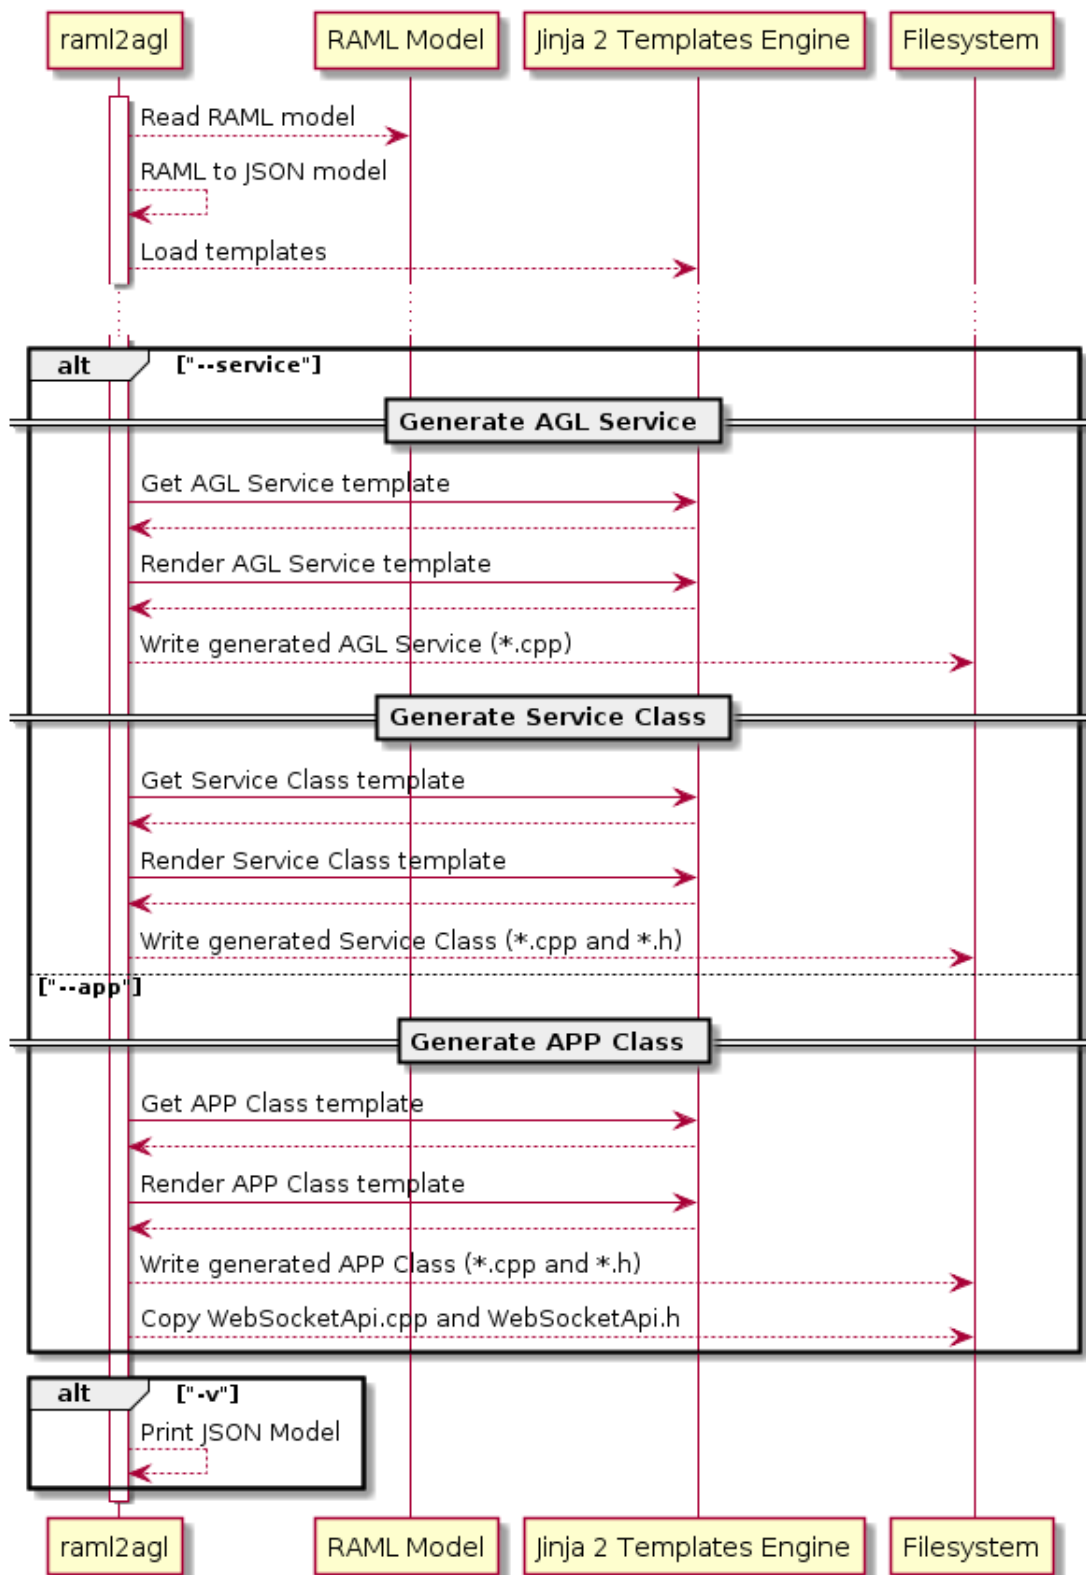 raml2agl
RAML Model
Jinja 2 Templates Engine
Filesystem
Read RAML model
RAML to JSON model
Load templates
alt
["--service"]
Generate AGL Service
Get AGL Service template
Render AGL Service template
Write generated AGL Service (*.cpp)
Generate Service Class
Get Service Class template
Render Service Class template
Write generated Service Class (*.cpp and *.h)
["--app"]
Generate APP Class
Get APP Class template
Render APP Class template
Write generated APP Class (*.cpp and *.h)
Copy WebSocketApi.cpp and WebSocketApi.h
alt
["-v"]
Print JSON Model
raml2agl
RAML Model
Jinja 2 Templates Engine
Filesystem